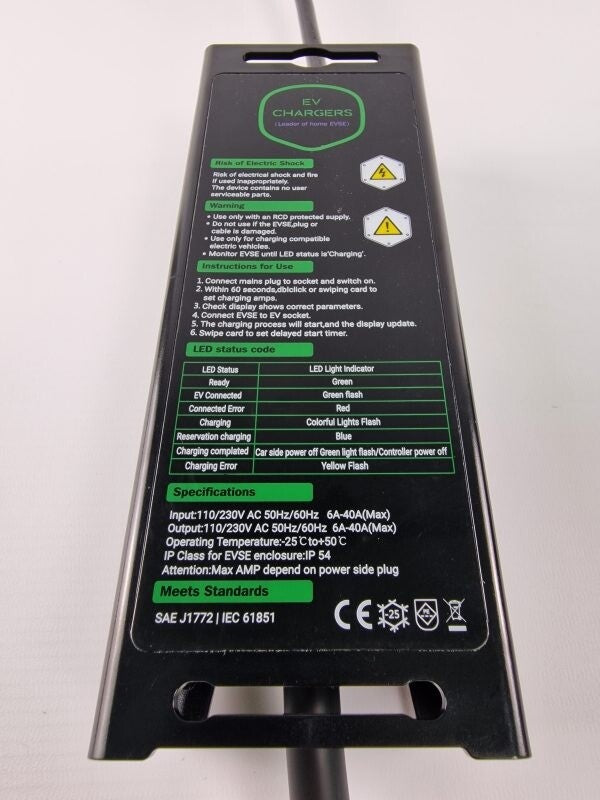 EV
CHARGERS
(Leader of home EVSE)
Risk of Electric Shock
Risk of electrical shock and fire
if used inappropriately.
The device contains no user
serviceable parts.
Warning
• Use only with an RCD protected supply.
• Do not use if the EVSE,plug or
cable is damaged.
• Use only for charging compatible
electric vehicles.
• Monitor EVSE until LED status is'Charging'.
Instructions for Use
1. Connect mains plug to socket and switch on.
2. Within 60 seconds,dblclick or swiping card to
set charging amps.
3. Check display shows correct parameters.
4. Connect EVSE to EV socket.
5. The charging process will start,and the display update.
6. Swipe card to set delayed start timer.
LED status code
LED Status LED Light Indicator
Ready Green
EV Connected Green flash
Connected Error Red
Charging Colorful Lights Flash
Reservation charging Blue
Charging complated Car side power off Green light flash/Controller power off
Charging Error Yellow Flash
Specifications
Input:110/230V AC 50Hz/60Hz 6A-40A(Max)
Output:110/230V AC 50Hz/60Hz 6A-40A(Max)
Operating Temperature:-25℃to+50℃
IP Class for EVSE enclosure:IP 54
Attention:Max AMP depend on power side plug
Meets Standards
SAE J1772 | IEC 61851
CE -25